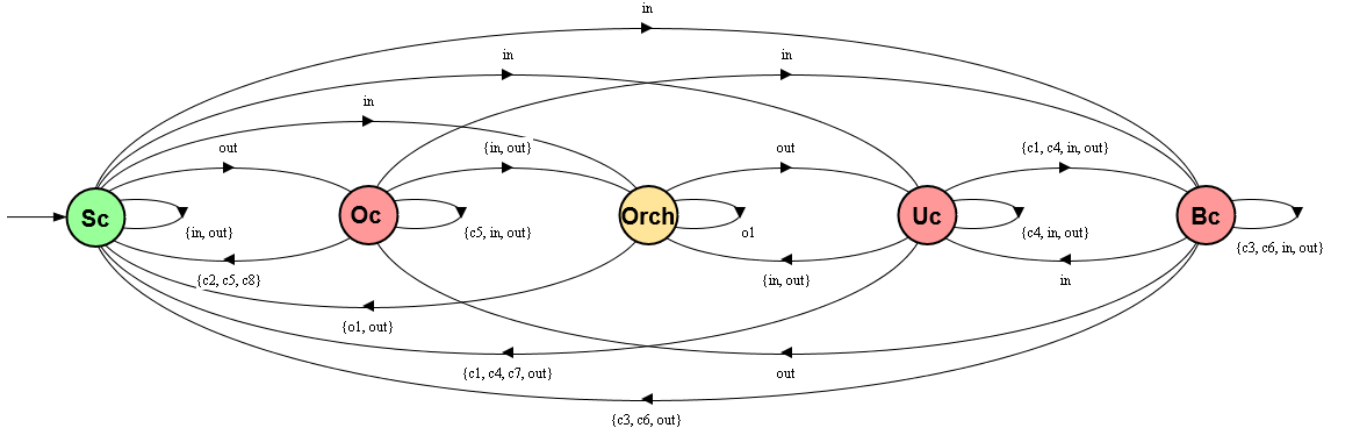 in
in
in
in
out
{in, out}
out
{c1, c4, in, out}
Sc
Oc
Orch
Uc
Bc
{in, out}
{c5, in, out}
o1
{c4, in, out}
{c3, c6, in, out}
{c2, c5, c8}
{in, out}
in
{o1, out}
{c1, c4, c7, out}
out
{c3, c6, out}